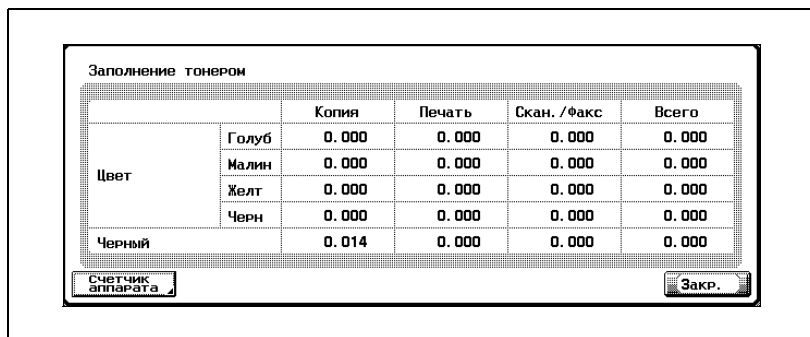 Заполнение тонером
Копия Печать Скан./Факс Всего
Цвет
Голуб 0.000 0.000 0.000 0.000
Малин 0.000 0.000 0.000 0.000
Желт 0.000 0.000 0.000 0.000
Черн 0.000 0.000 0.000 0.000
Черный 0.014 0.000 0.000 0.000
Счетчик
аппарата
Закр.